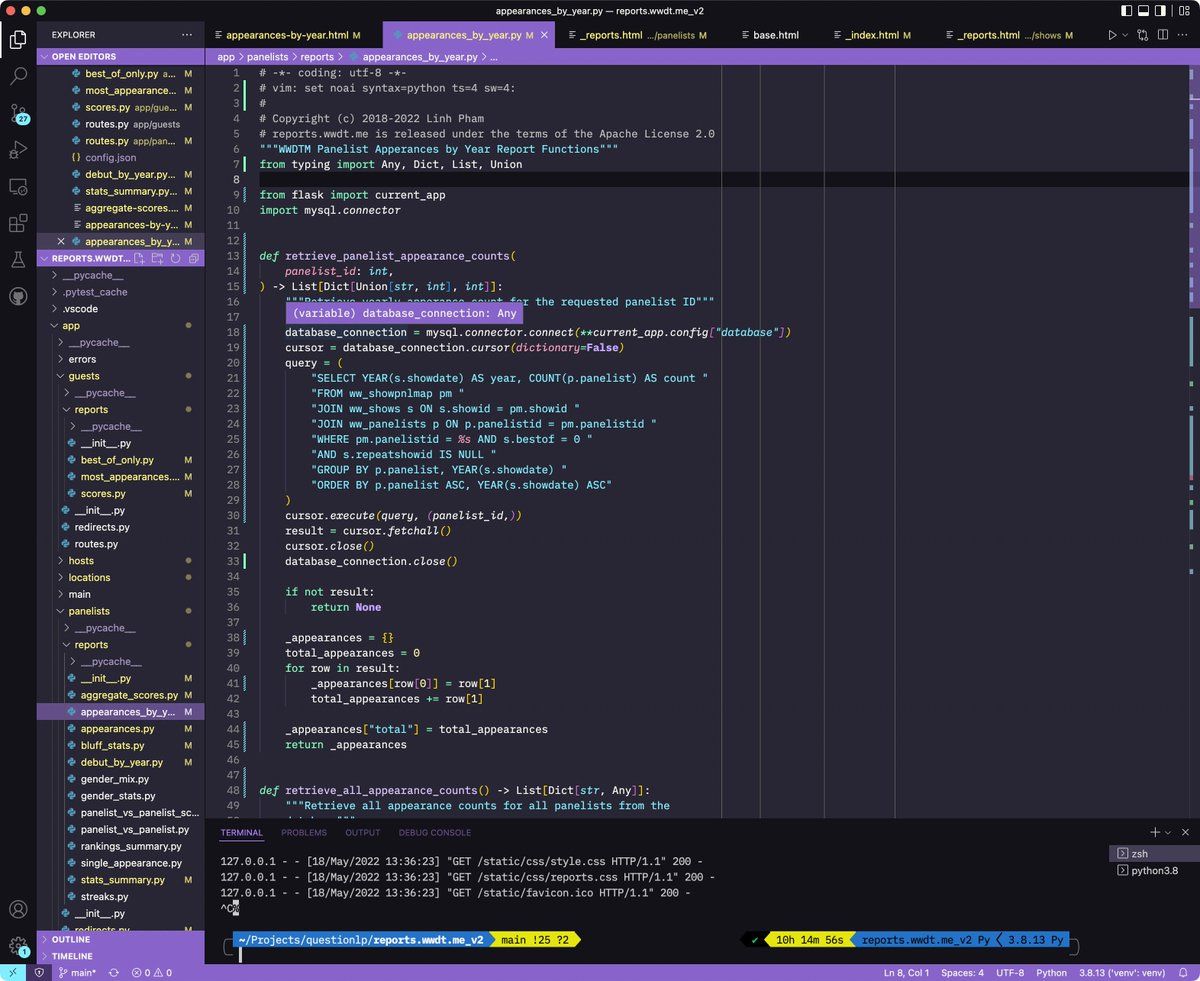 appearances_by_year.py — reports.wwdt.me_v2
EXPLORER
appearances-by-year.html M
appearances_by_year.py M
_reports.html .../panelists M
base.html
_index.html M
_reports.html .../shows M
OPEN EDITORS
app > panelists > reports > appearances_by_year.py > ...
best_of_only.py a... M
most_appearance... M
scores.py app/gue... M
routes.py app/guests
routes.py app/pan... M
{} config.json
debut_by_year.py... M
stats_summary.py... M
aggregate-scores.... M
appearances-by-y... M
appearances_by_y... M
27
REPORTS.WWDT...
__pycache__
.pytest_cache
.vscode
app
__pycache__
errors
guests
__pycache__
reports
__pycache__
__init__.py
best_of_only.py M
most_appearances.... M
scores.py M
__init__.py
redirects.py
routes.py
hosts
locations
main
panelists
__pycache__
reports
__pycache__
__init__.py M
aggregate_scores.py M
appearances_by_y... M
appearances.py M
bluff_stats.py M
debut_by_year.py M
gender_mix.py
gender_stats.py
panelist_vs_panelist_sc...
panelist_vs_panelist.py
rankings_summary.py
single_appearance.py
stats_summary.py M
streaks.py
__init__.py
redirects.py
OUTLINE
TIMELINE
1
1 # -*- coding: utf-8 -*-
2 # vim: set noai syntax=python ts=4 sw=4:
3 #
4 # Copyright (c) 2018-2022 Linh Pham
5 # reports.wwdt.me is released under the terms of the Apache License 2.0
6 """WWDTM Panelist Apperances by Year Report Functions"""
7 from typing import Any, Dict, List, Union
8
9 from flask import current_app
10 import mysql.connector
11
12
13 def retrieve_panelist_appearance_counts(
14     panelist_id: int,
15 ) -> List[Dict[Union[str, int], int]]:
16     """Retrieve yearly apperance count for the requested panelist ID"""
(variable) database_connection: Any
17
18     database_connection = mysql.connector.connect(**current_app.config["database"])
19     cursor = database_connection.cursor(dictionary=False)
20     query = (
21         "SELECT YEAR(s.showdate) AS year, COUNT(p.panelist) AS count "
22         "FROM ww_showpnlmap pm "
23         "JOIN ww_shows s ON s.showid = pm.showid "
24         "JOIN ww_panelists p ON p.panelistid = pm.panelistid "
25         "WHERE pm.panelistid = %s AND s.bestof = 0 "
26         "AND s.repeatshowid IS NULL "
27         "GROUP BY p.panelist, YEAR(s.showdate) "
28         "ORDER BY p.panelist ASC, YEAR(s.showdate) ASC"
29     )
30     cursor.execute(query, (panelist_id,))
31     result = cursor.fetchall()
32     cursor.close()
33     database_connection.close()
34
35     if not result:
36         return None
37
38     _appearances = {}
39     total_appearances = 0
40     for row in result:
41         _appearances[row[0]] = row[1]
42         total_appearances += row[1]
43
44     _appearances["total"] = total_appearances
45     return _appearances
46
47
48 def retrieve_all_appearance_counts() -> List[Dict[str, Any]]:
49     """Retrieve all appearance counts for all panelists from the
TERMINAL PROBLEMS OUTPUT DEBUG CONSOLE
127.0.0.1 - - [18/May/2022 13:36:23] "GET /static/css/style.css HTTP/1.1" 200 -
127.0.0.1 - - [18/May/2022 13:36:23] "GET /static/css/reports.css HTTP/1.1" 200 -
127.0.0.1 - - [18/May/2022 13:36:23] "GET /static/favicon.ico HTTP/1.1" 200 -
^C%
~/Projects/questionlp/reports.wwdt.me_v2 main !25 ?2
✔ 10h 14m 56s reports.wwdt.me_v2 Py 3.8.13 Py
zsh
python3.8
main* 0 0
Ln 8, Col 1 Spaces: 4 UTF-8 Python 3.8.13 ('venv': venv)